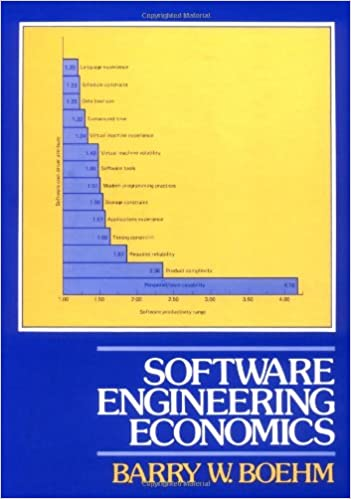 Software cost driver attribute
1.20 Language experience
1.23 Schedule constraint
1.23 Data base size
1.32 Turnaround time
1.34 Virtual machine experience
1.49 Virtual machine volatility
1.49 Software tools
1.51 Modern programming practices
1.56 Storage constraint
1.57 Applications experience
1.66 Timing constraint
1.87 Required reliability
2.36 Product complexity
Personnel/team capability 4.18
1.00 1.50 2.00 2.50 3.00 3.50 4.00
Software productivity range
SOFTWARE
ENGINEERING
ECONOMICS
BARRY W. BOEHM